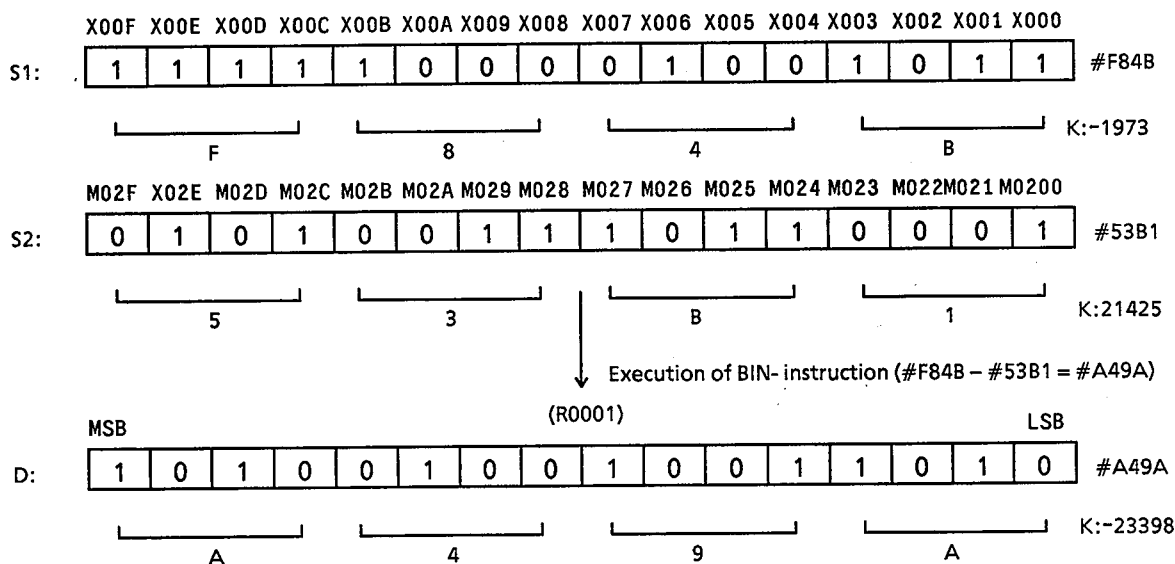 X00F X00E X00D X00C X00B X00A X009 X008 X007 X006 X005 X004 X003 X002 X001 X000
S1: 1 1 1 1 1 0 0 0 0 1 0 0 1 0 1 1 #F84B
F 8 4 B K:-1973
M02F X02E M02D M02C M02B M02A M029 M028 M027 M026 M025 M024 M023 M022M021 M0200
S2: 0 1 0 1 0 0 1 1 1 0 1 1 0 0 0 1 #53B1
5 3 B 1 K:21425
Execution of BIN- instruction (#F84B – #53B1 = #A49A)
(R0001)
MSB LSB
D: 1 0 1 0 0 1 0 0 1 0 0 1 1 0 1 0 #A49A
A 4 9 A K:-23398